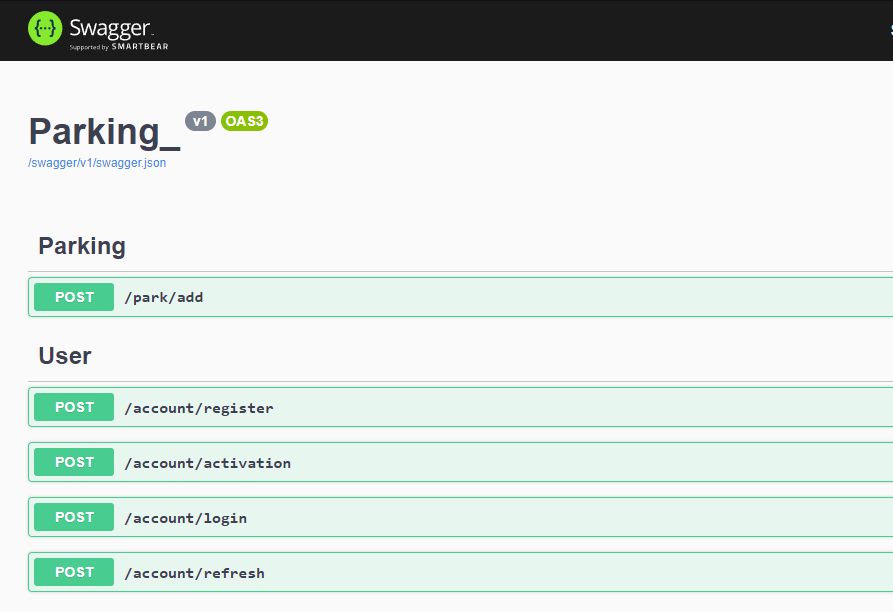 Swagger
Supported by SMARTBEAR
Parking_ v1 OAS3
/swagger/v1/swagger.json
Parking
POST /park/add
User
POST /account/register
POST /account/activation
POST /account/login
POST /account/refresh